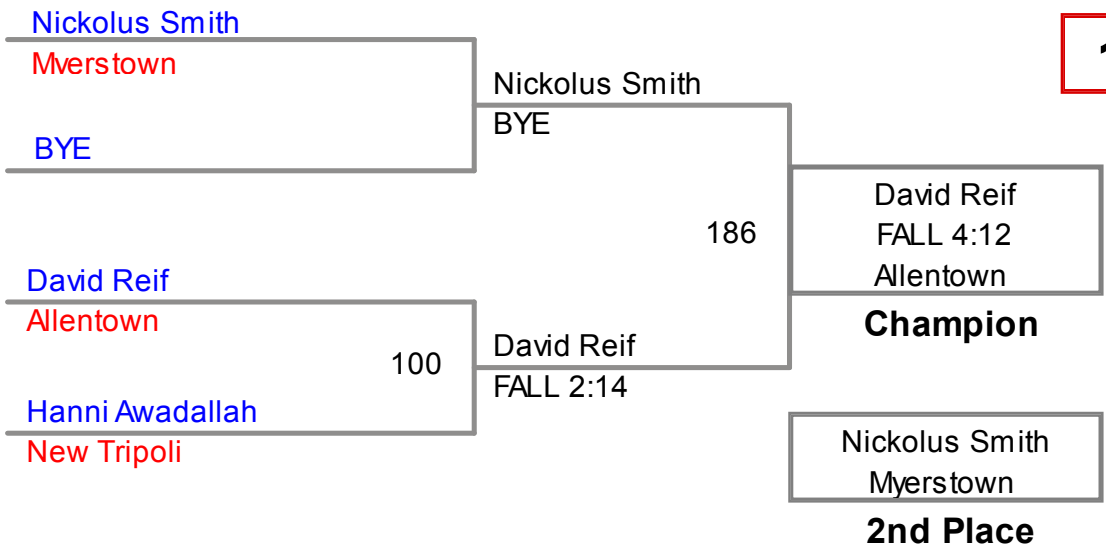 Nickolus Smith
Myerstown
BYE
Nickolus Smith
BYE
David Reif
Allentown
Hanni Awadallah
New Tripoli
100
David Reif
FALL 2:14
186
David Reif
FALL 4:12
Allentown
Champion
Nickolus Smith
Myerstown
2nd Place